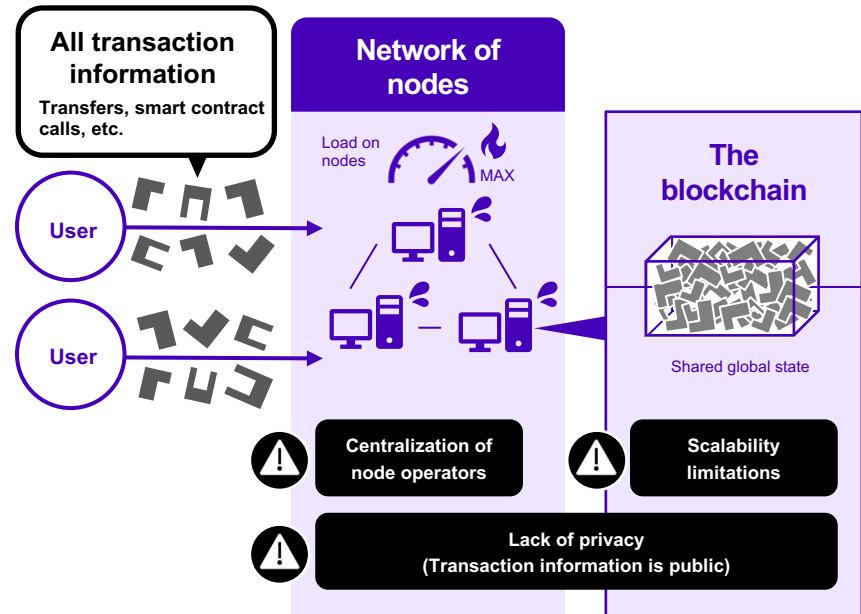 All transaction
information
Transfers, smart contract
calls, etc.
Network of
nodes
Load on
nodes
MAX
The
blockchain
User
User
Shared global state
Centralization of
node operators
Scalability
limitations
Lack of privacy
(Transaction information is public)